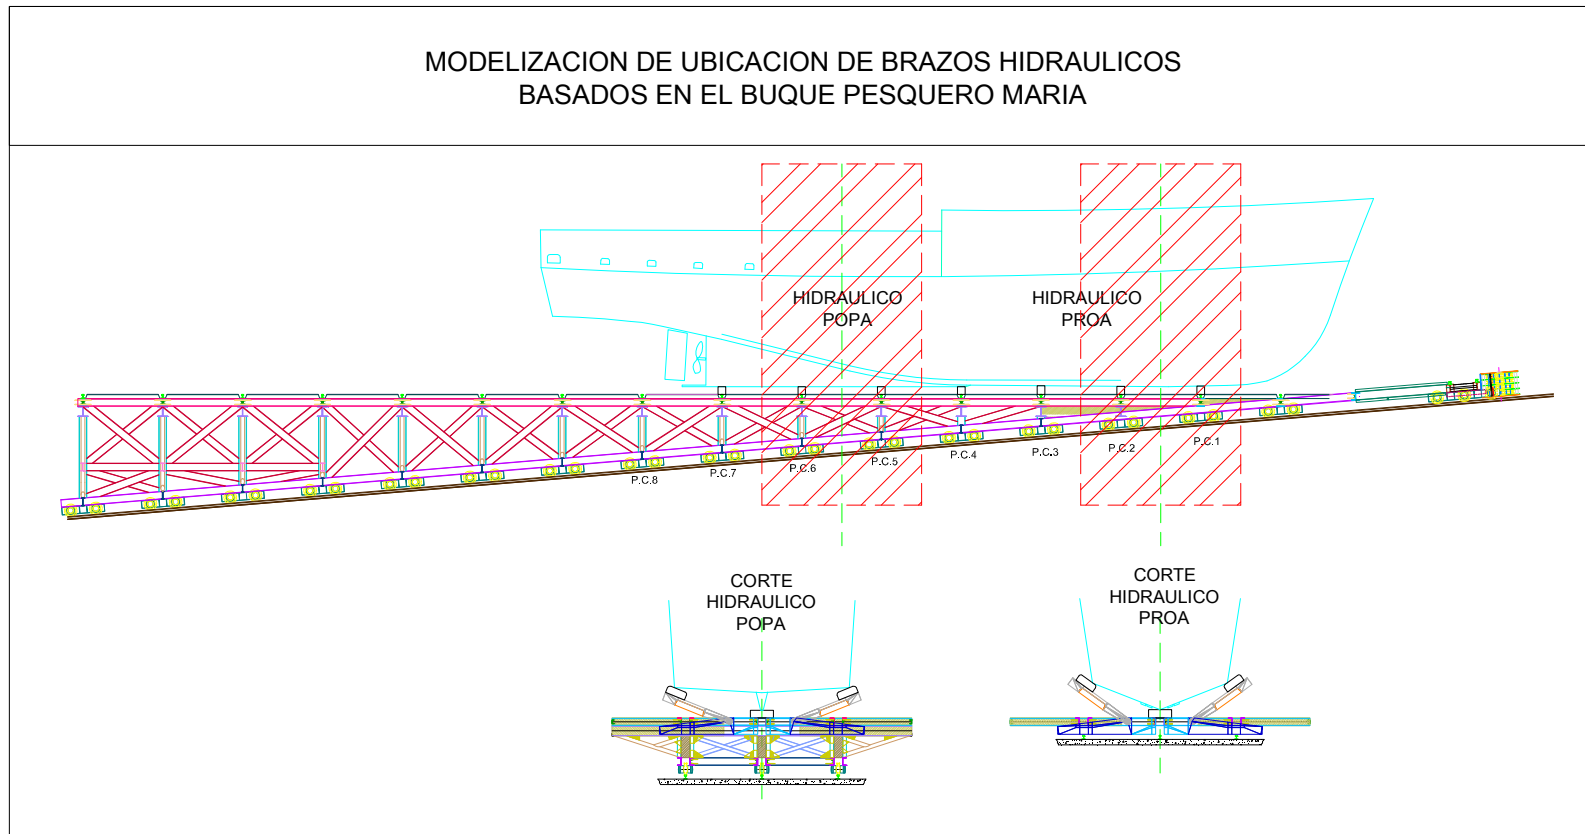 MODELIZACION DE UBICACION DE BRAZOS HIDRAULICOS
BASADOS EN EL BUQUE PESQUERO MARIA
HIDRAULICO
POPA
HIDRAULICO
PROA
P.C.8
P.C.7
P.C.6
P.C.5
P.C.4
P.C.3
P.C.2
P.C.1
CORTE
HIDRAULICO
POPA
CORTE
HIDRAULICO
PROA